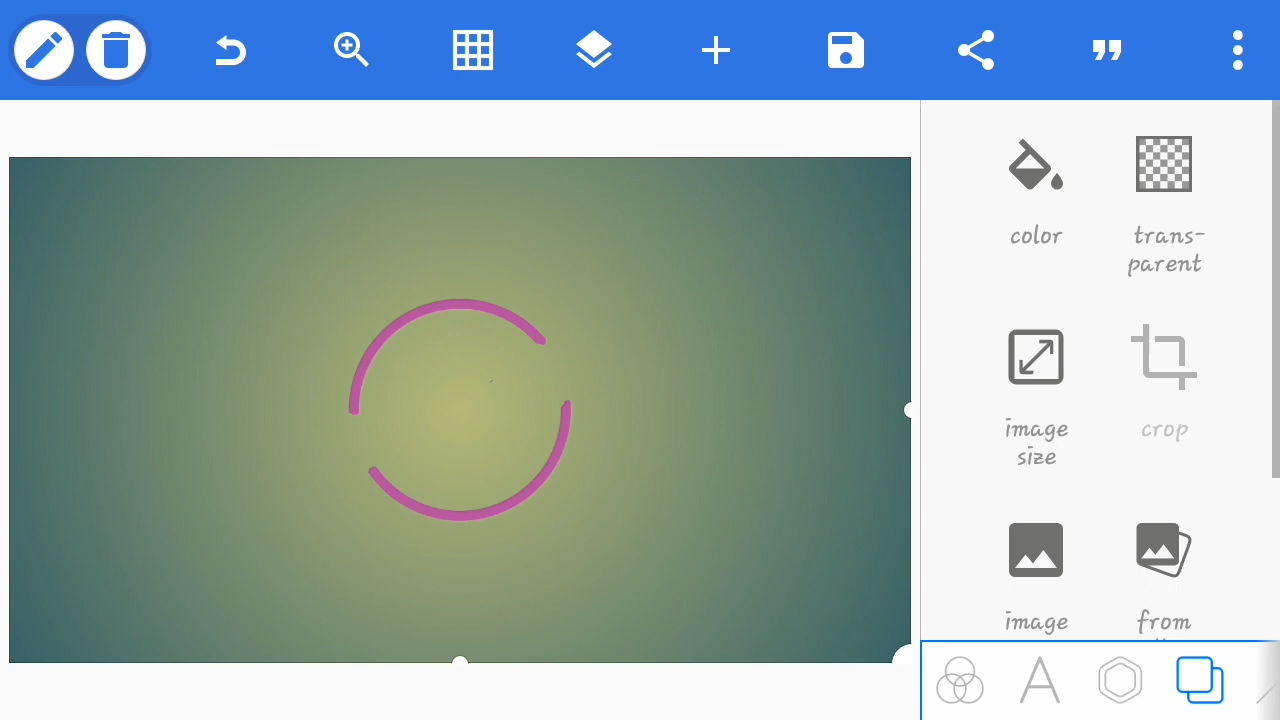 color
trans-
parent
image
size
crop
image
from